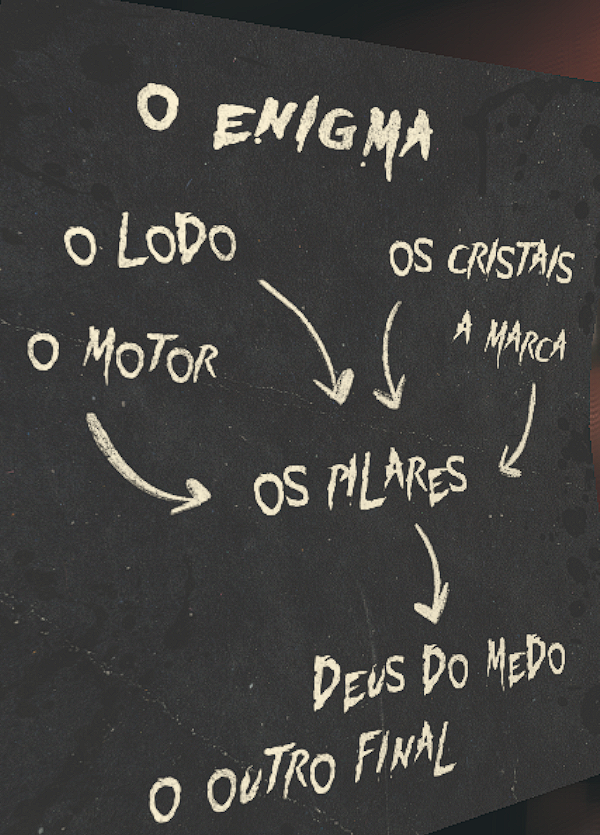 O ENIGMA
O LODO
OS CRISTAIS
O MOTOR
A MARCA
OS PILARES
DEUS DO MEDO
O OUTRO FINAL